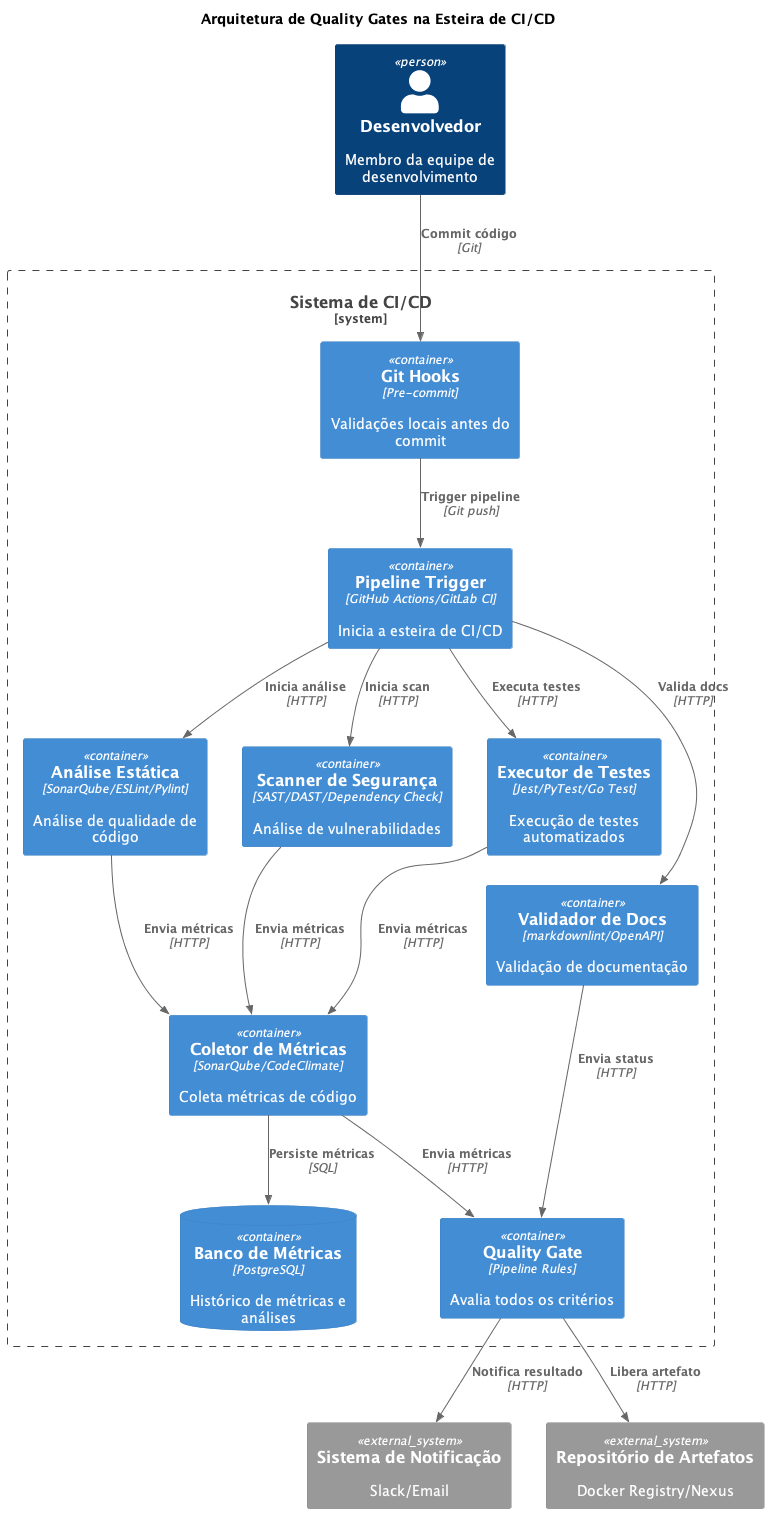 Arquitetura de Quality Gates na Esteira de CI/CD
«person»
Desenvolvedor
Membro da equipe de
desenvolvimento
Commit código
[Git]
Sistema de CI/CD
[system]
«container»
Git Hooks
[Pre-commit]
Validações locais antes do
commit
Trigger pipeline
[Git push]
«container»
Pipeline Trigger
[GitHub Actions/GitLab CI]
Inicia a esteira de CI/CD
Inicia análise
[HTTP]
Inicia scan
[HTTP]
Executa testes
[HTTP]
Valida docs
[HTTP]
«container»
Análise Estática
[SonarQube/ESLint/Pylint]
Análise de qualidade de
código
«container»
Scanner de Segurança
[SAST/DAST/Dependency Check]
Análise de vulnerabilidades
«container»
Executor de Testes
[Jest/PyTest/Go Test]
Execução de testes
automatizados
«container»
Validador de Docs
[markdownlint/OpenAPI]
Validação de documentação
Envia métricas
[HTTP]
Envia métricas
[HTTP]
Envia métricas
[HTTP]
«container»
Coletor de Métricas
[SonarQube/CodeClimate]
Coleta métricas de código
Envia status
[HTTP]
Persiste métricas
[SQL]
Envia métricas
[HTTP]
«container»
Banco de Métricas
[PostgreSQL]
Histórico de métricas e
análises
«container»
Quality Gate
[Pipeline Rules]
Avalia todos os critérios
Notifica resultado
[HTTP]
Libera artefato
[HTTP]
«external_system»
Sistema de Notificação
Slack/Email
«external_system»
Repositório de Artefatos
Docker Registry/Nexus